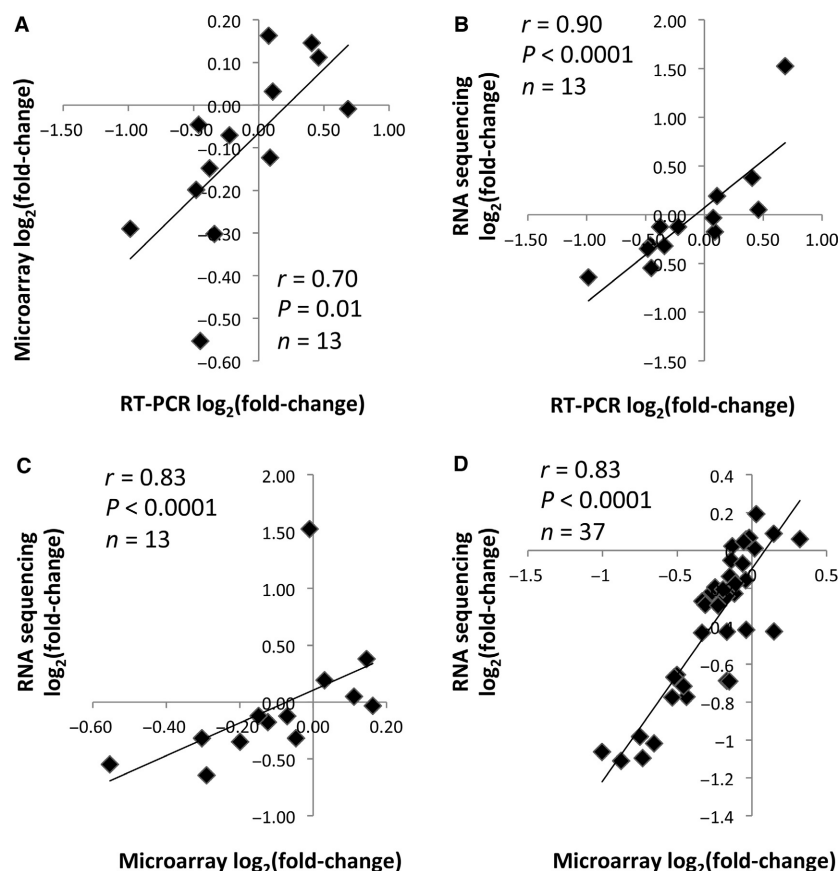 A
0.20
0.10
0.00
−1.50 −1.00 −0.50 0.00 0.50 1.00
−0.10
−0.20
−0.30
−0.40
−0.50
−0.60
r = 0.70
P = 0.01
n = 13
Microarray log2(fold-change)
RT-PCR log2(fold-change)
B
r = 0.90
P < 0.0001
n = 13
2.00
1.50
1.00
0.50
0.00
−1.50 −1.00 −0.50 0.00 0.50 1.00
−0.50
−1.00
−1.50
RNA sequencing
log2(fold-change)
RT-PCR log2(fold-change)
C
r = 0.83
P < 0.0001
n = 13
2.00
1.50
1.00
0.50
0.00
−0.60 −0.40 −0.20 0.00 0.20
−0.50
−1.00
RNA sequencing
log2(fold-change)
Microarray log2(fold-change)
D
r = 0.83
P < 0.0001
n = 37
0.4
0.2
−1.5 −1 −0.5 0 0.5
−0.6
−0.8
−1
−1.2
−1.4
RNA sequencing
log2(fold-change)
Microarray log2(fold-change)